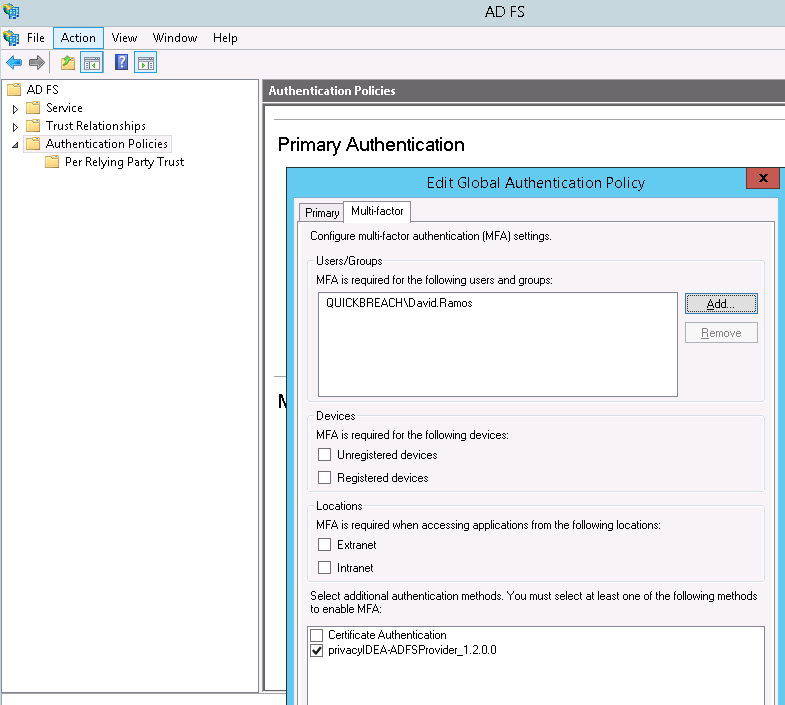 AD FS
File Action View Window Help
AD FS
Service
Trust Relationships
Authentication Policies
Per Relying Party Trust
Authentication Policies
Primary Authentication
Edit Global Authentication Policy
x
Primary Multi-factor
Configure multi-factor authentication (MFA) settings.
Users/Groups
MFA is required for the following users and groups:
QUICKBREACH\David.Ramos
Add...
Remove
Devices
MFA is required for the following devices:
Unregistered devices
Registered devices
Locations
MFA is required when accessing applications from the following locations:
Extranet
Intranet
Select additional authentication methods. You must select at least one of the following methods
to enable MFA:
Certificate Authentication
privacyIDEA-ADFSProvider_1.2.0.0